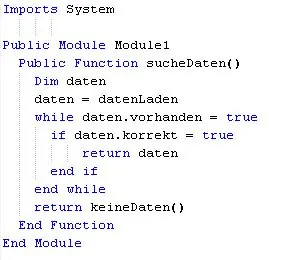 Imports System
Public Module Module1
Public Function sucheDaten()
Dim daten
daten = datenLaden
while daten.vorhanden = true
if daten.korrekt = true
return daten
end if
end while
return keineDaten()
End Function
End Module